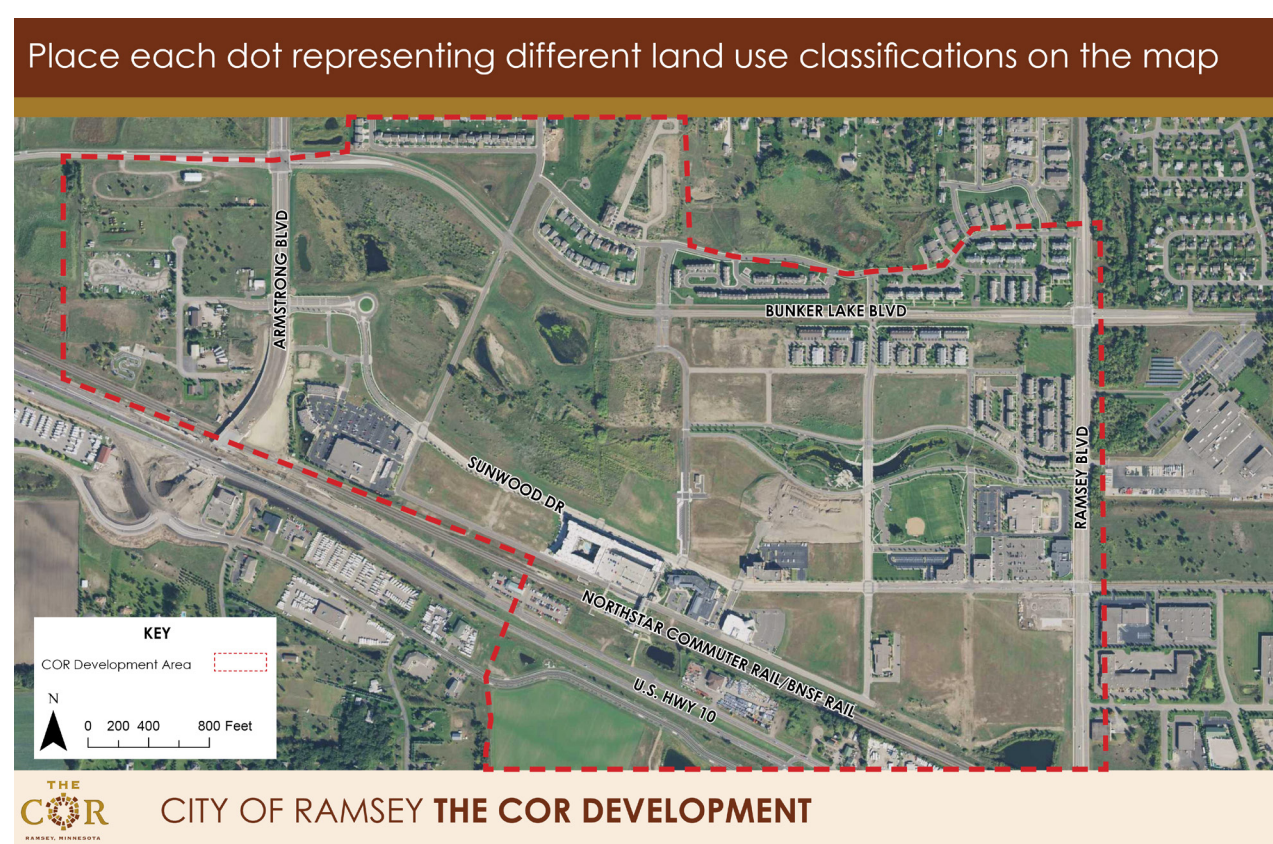 Place each dot representing different land use classifications on the map
ARMSTRONG BLVD
BUNKER LAKE BLVD
SUNWOOD DR
RAMSEY BLVD
NORTHSTAR COMMUTER RAIL/BNSF RAIL
U.S. HWY 10
KEY
COR Development Area
N
0 200 400 800 Feet
THE
COR
RAMSEY, MINNESOTA
CITY OF RAMSEY THE COR DEVELOPMENT